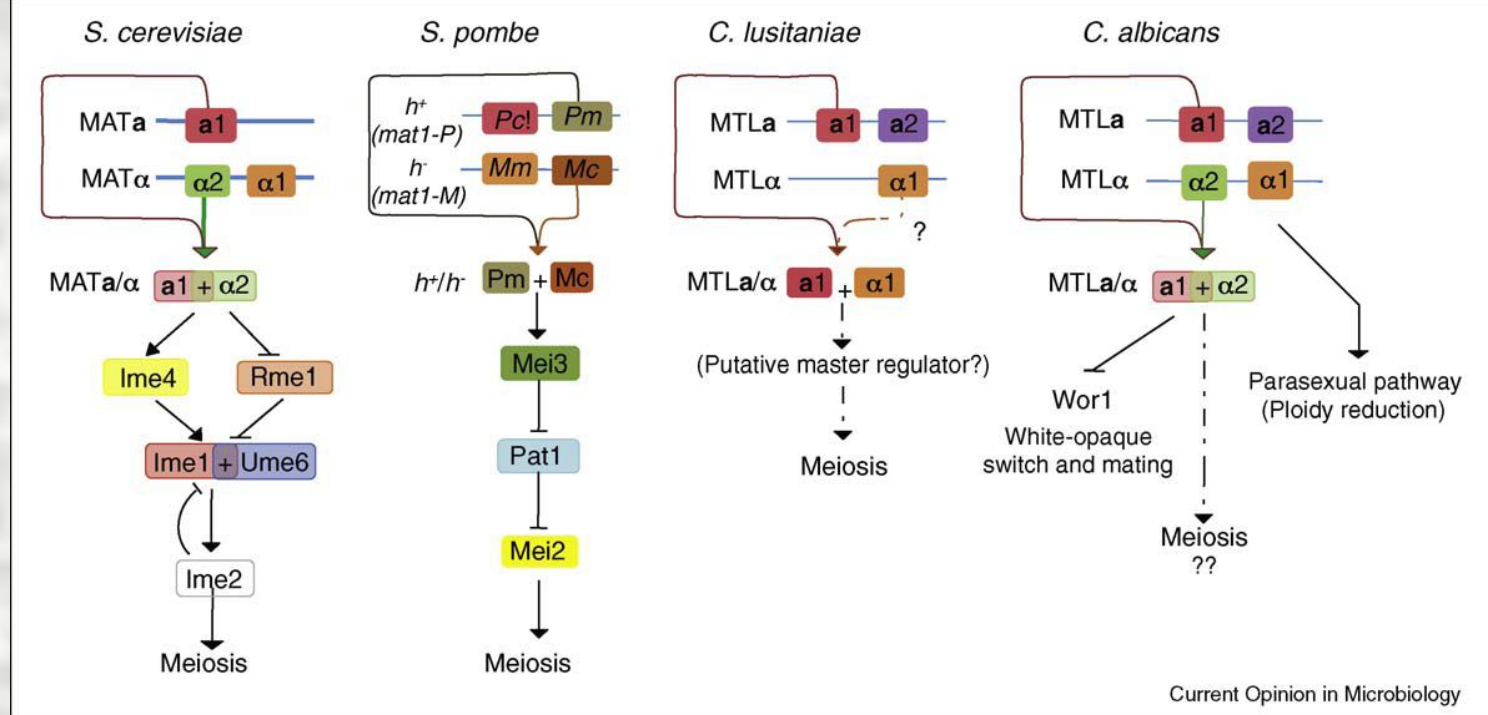 S. cerevisiae
MATa a1
MATα α2 α1
MATa/α a1 + α2
Ime4 Rme1
Ime1 + Ume6
Ime2
Meiosis
S. pombe
h+ Pc! Pm
(mat1-P)
h- Mm Mc
(mat1-M)
h+/h- Pm + Mc
Mei3
Pat1
Mei2
Meiosis
C. lusitaniae
MTLa a1 a2
MTLα α1
?
MTLa/α a1 + α1
(Putative master regulator?)
Meiosis
C. albicans
MTLa a1 a2
MTLα α2 α1
MTLa/α a1 + α2
Wor1
White-opaque
switch and mating
Meiosis
??
Parasexual pathway
(Ploidy reduction)
Current Opinion in Microbiology